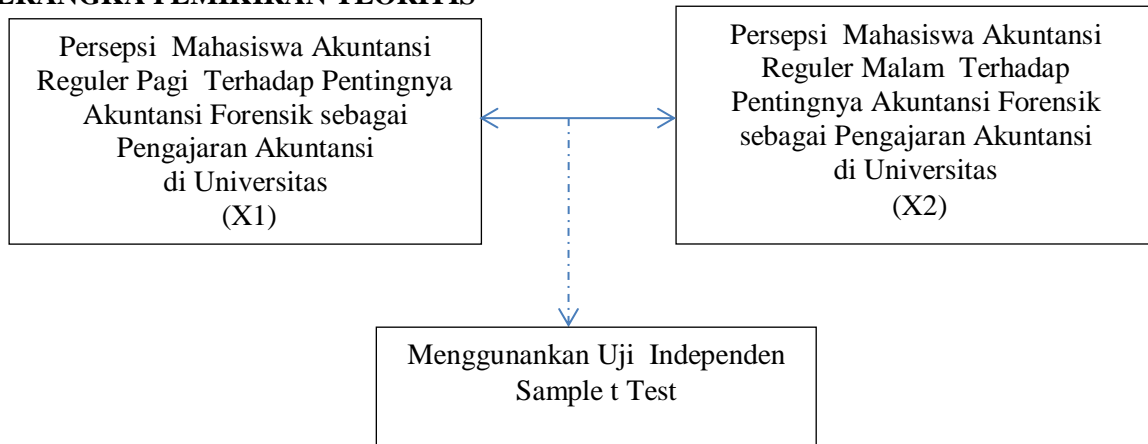 KERANGKA PEMIKIRAN TEORITIS
Persepsi Mahasiswa Akuntansi
Reguler Pagi Terhadap Pentingnya
Akuntansi Forensik sebagai
Pengajaran Akuntansi
di Universitas
(X1)
Persepsi Mahasiswa Akuntansi
Reguler Malam Terhadap
Pentingnya Akuntansi Forensik
sebagai Pengajaran Akuntansi
di Universitas
(X2)
Menggunankan Uji Independen
Sample t Test